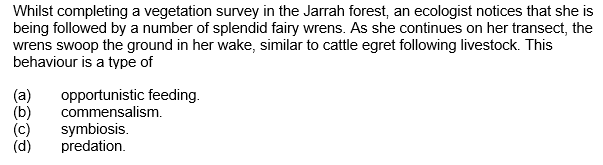 Whilst completing a vegetation survey in the Jarrah forest, an ecologist notices that she is
being followed by a number of splendid fairy wrens. As she continues on her transect, the
wrens swoop the ground in her wake, similar to cattle egret following livestock. This
behaviour is a type of
(a) opportunistic feeding.
(b) commensalism.
(c) symbiosis.
(d) predation.